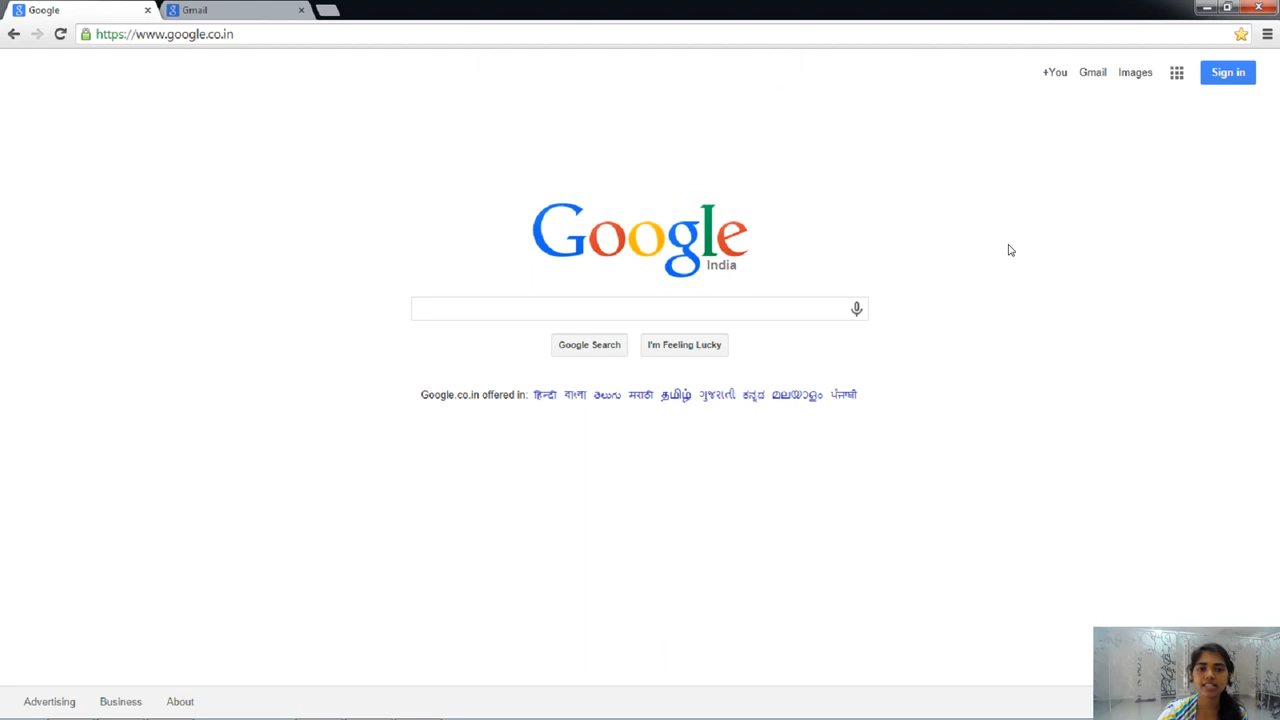 Google
Gmail
https://www.google.co.in
+You Gmail Images Sign in
Google
India
Google Search I'm Feeling Lucky
Google.co.in offered in: हिन्दी বাংলা తెలుగు मराठी தமிழ் ગુજરાતી ಕನ್ನಡ മലയാളം ਪੰਜਾਬੀ
Advertising Business About